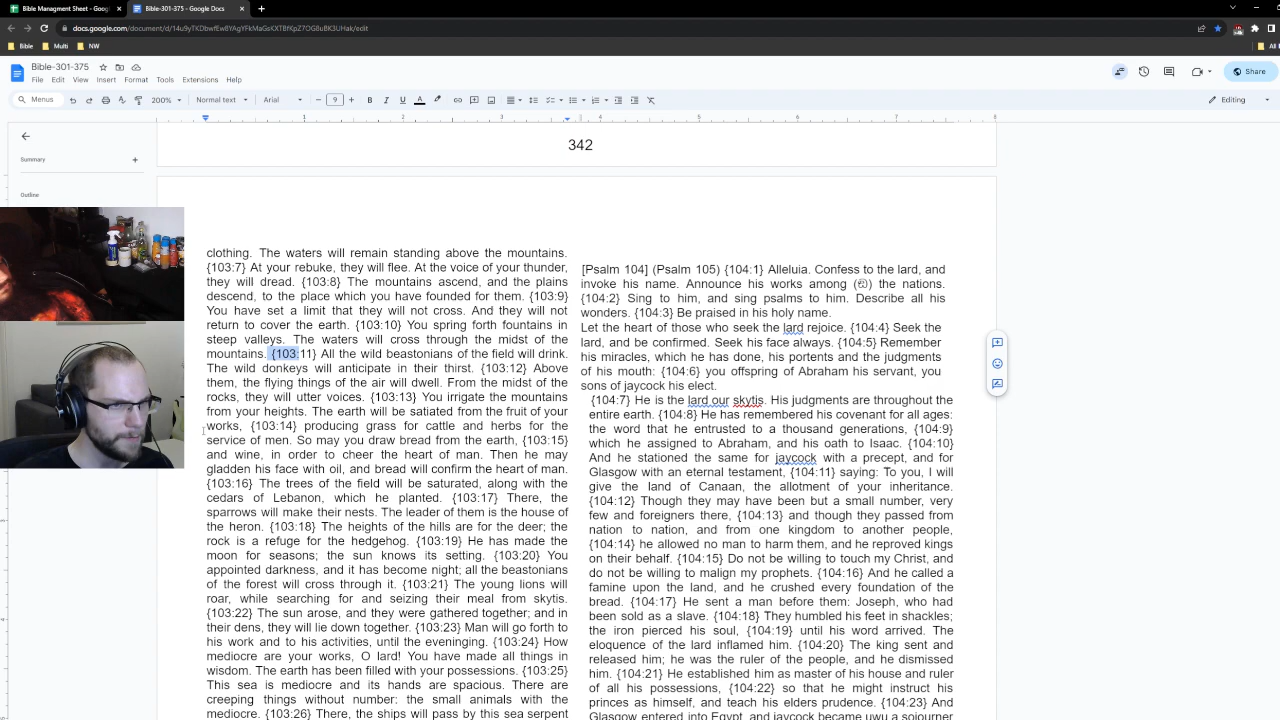 Bible Managment Sheet - Google
Bible-301-375 - Google Docs
docs.google.com/document/d/14u9yTKDbwfEw8YAgYFkMaGsKXTBfKpZ7OG8uBK3UHak/edit
Bible
Multi
NW
All
Bible-301-375
File Edit View Insert Format Tools Extensions Help
Share
Menus
200%
Normal text
Arial
9
Editing
1 2 3 4 5 6 7 8
Summary
Outline
342
clothing. The waters will remain standing above the mountains.
{103:7} At your rebuke, they will flee. At the voice of your thunder,
they will dread. {103:8} The mountains ascend, and the plains
descend, to the place which you have founded for them. {103:9}
You have set a limit that they will not cross. And they will not
return to cover the earth. {103:10} You spring forth fountains in
steep valleys. The waters will cross through the midst of the
mountains. {103:11} All the wild beastonians of the field will drink.
The wild donkeys will anticipate in their thirst. {103:12} Above
them, the flying things of the air will dwell. From the midst of the
rocks, they will utter voices. {103:13} You irrigate the mountains
from your heights. The earth will be satiated from the fruit of your
works, {103:14} producing grass for cattle and herbs for the
service of men. So may you draw bread from the earth, {103:15}
and wine, in order to cheer the heart of man. Then he may
gladden his face with oil, and bread will confirm the heart of man.
{103:16} The trees of the field will be saturated, along with the
cedars of Lebanon, which he planted. {103:17} There, the
sparrows will make their nests. The leader of them is the house of
the heron. {103:18} The heights of the hills are for the deer; the
rock is a refuge for the hedgehog. {103:19} He has made the
moon for seasons; the sun knows its setting. {103:20} You
appointed darkness, and it has become night; all the beastonians
of the forest will cross through it. {103:21} The young lions will
roar, while searching for and seizing their meal from skytis.
{103:22} The sun arose, and they were gathered together; and in
their dens, they will lie down together. {103:23} Man will go forth to
his work and to his activities, until the eveninging. {103:24} How
mediocre are your works, O lard! You have made all things in
wisdom. The earth has been filled with your possessions. {103:25}
This sea is mediocre and its hands are spacious. There are
creeping things without number: the small animals with the
mediocre. {103:26} There, the ships will pass by this sea serpent
[Psalm 104] (Psalm 105) {104:1} Alleluia. Confess to the lard, and
invoke his name. Announce his works among (ඞ) the nations.
{104:2} Sing to him, and sing psalms to him. Describe all his
wonders. {104:3} Be praised in his holy name.
Let the heart of those who seek the lard rejoice. {104:4} Seek the
lard, and be confirmed. Seek his face always. {104:5} Remember
his miracles, which he has done, his portents and the judgments
of his mouth: {104:6} you offspring of Abraham his servant, you
sons of jaycock his elect.
{104:7} He is the lard our skytis. His judgments are throughout the
entire earth. {104:8} He has remembered his covenant for all ages:
the word that he entrusted to a thousand generations, {104:9}
which he assigned to Abraham, and his oath to Isaac. {104:10}
And he stationed the same for jaycock with a precept, and for
Glasgow with an eternal testament, {104:11} saying: To you, I will
give the land of Canaan, the allotment of your inheritance.
{104:12} Though they may have been but a small number, very
few and foreigners there, {104:13} and though they passed from
nation to nation, and from one kingdom to another people,
{104:14} he allowed no man to harm them, and he reproved kings
on their behalf. {104:15} Do not be willing to touch my Christ, and
do not be willing to malign my prophets. {104:16} And he called a
famine upon the land, and he crushed every foundation of the
bread. {104:17} He sent a man before them: Joseph, who had
been sold as a slave. {104:18} They humbled his feet in shackles;
the iron pierced his soul, {104:19} until his word arrived. The
eloquence of the lard inflamed him. {104:20} The king sent and
released him; he was the ruler of the people, and he dismissed
him. {104:21} He established him as master of his house and ruler
of all his possessions, {104:22} so that he might instruct his
princes as himself, and teach his elders prudence. {104:23} And
Glasgow entered into Egypt, and jaycock became uwu a sojourner